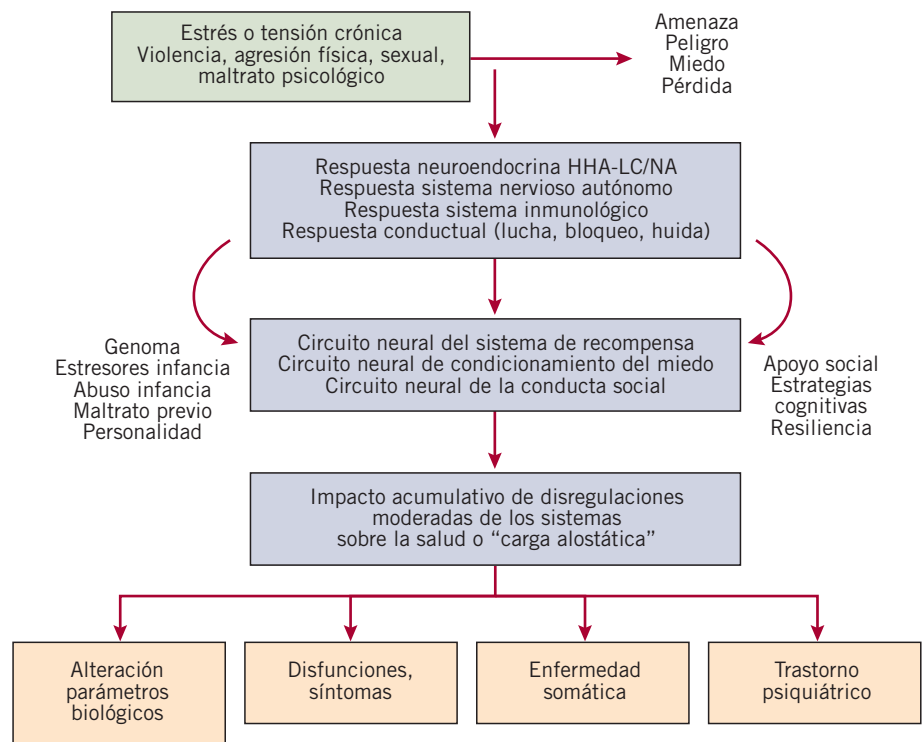 Estrés o tensión crónica
Violencia, agresión física, sexual,
maltrato psicológico
Amenaza
Peligro
Miedo
Pérdida
Respuesta neuroendocrina HHA-LC/NA
Respuesta sistema nervioso autónomo
Respuesta sistema inmunológico
Respuesta conductual (lucha, bloqueo, huida)
Genoma
Estresores infancia
Abuso infancia
Maltrato previo
Personalidad
Circuito neural del sistema de recompensa
Circuito neural de condicionamiento del miedo
Circuito neural de la conducta social
Apoyo social
Estrategias
cognitivas
Resiliencia
Impacto acumulativo de disregulaciones
moderadas de los sistemas
sobre la salud o “carga alostática”
Alteración
parámetros
biológicos
Disfunciones,
síntomas
Enfermedad
somática
Trastorno
psiquiátrico